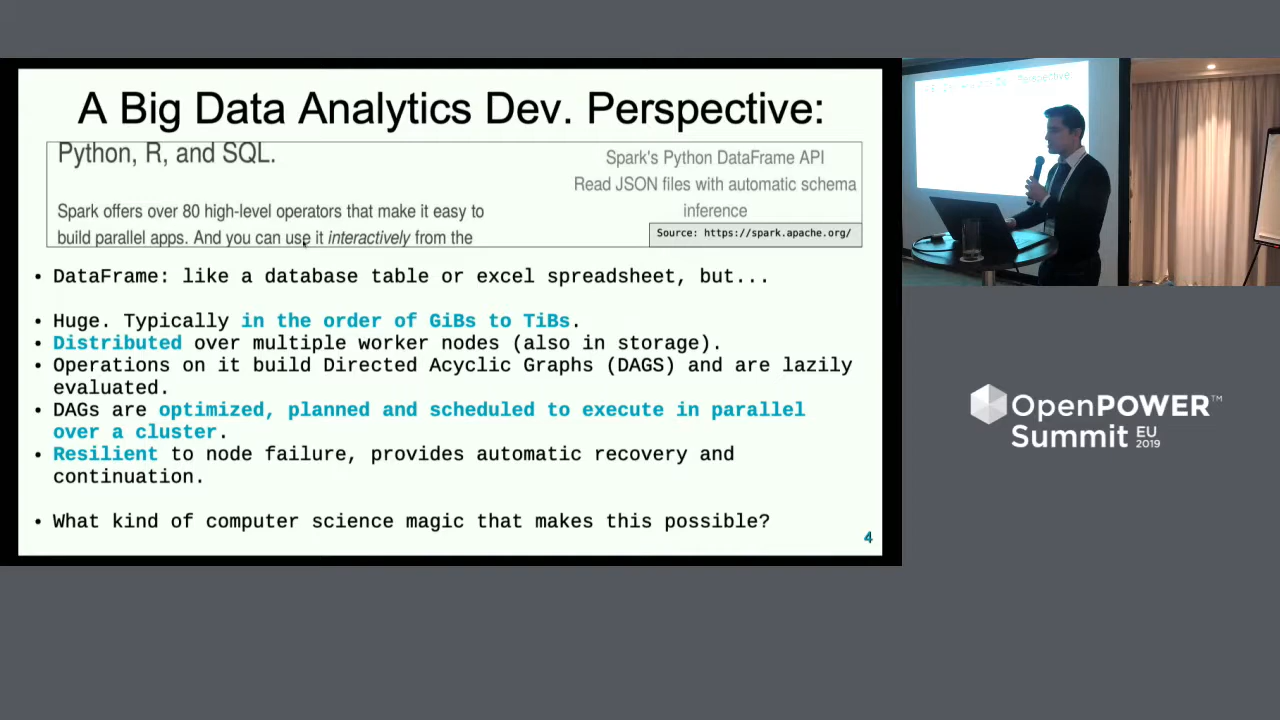 A Big Data Analytics Dev. Perspective:
Python, R, and SQL.
Spark offers over 80 high-level operators that make it easy to
build parallel apps. And you can use it interactively from the
Spark's Python DataFrame API
Read JSON files with automatic schema
inference
Source: https://spark.apache.org/
• DataFrame: like a database table or excel spreadsheet, but...
• Huge. Typically in the order of GiBs to TiBs.
• Distributed over multiple worker nodes (also in storage).
• Operations on it build Directed Acyclic Graphs (DAGS) and are lazily
evaluated.
• DAGs are optimized, planned and scheduled to execute in parallel
over a cluster.
• Resilient to node failure, provides automatic recovery and
continuation.
• What kind of computer science magic that makes this possible?
4
OpenPOWER™
Summit EU 2019